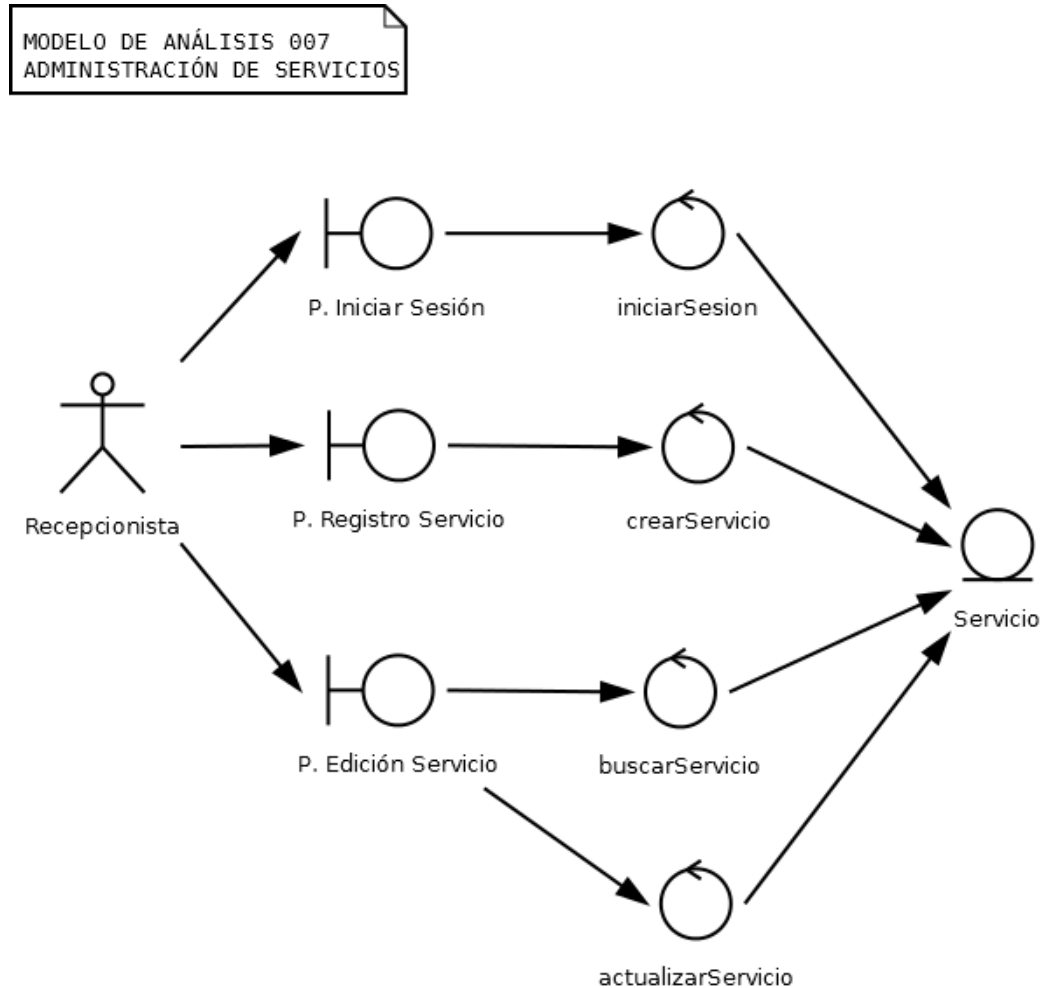 MODELO DE ANÁLISIS 007
ADMINISTRACIÓN DE SERVICIOS
P. Iniciar Sesión
iniciarSesion
Recepcionista
P. Registro Servicio
crearServicio
Servicio
P. Edición Servicio
buscarServicio
actualizarServicio